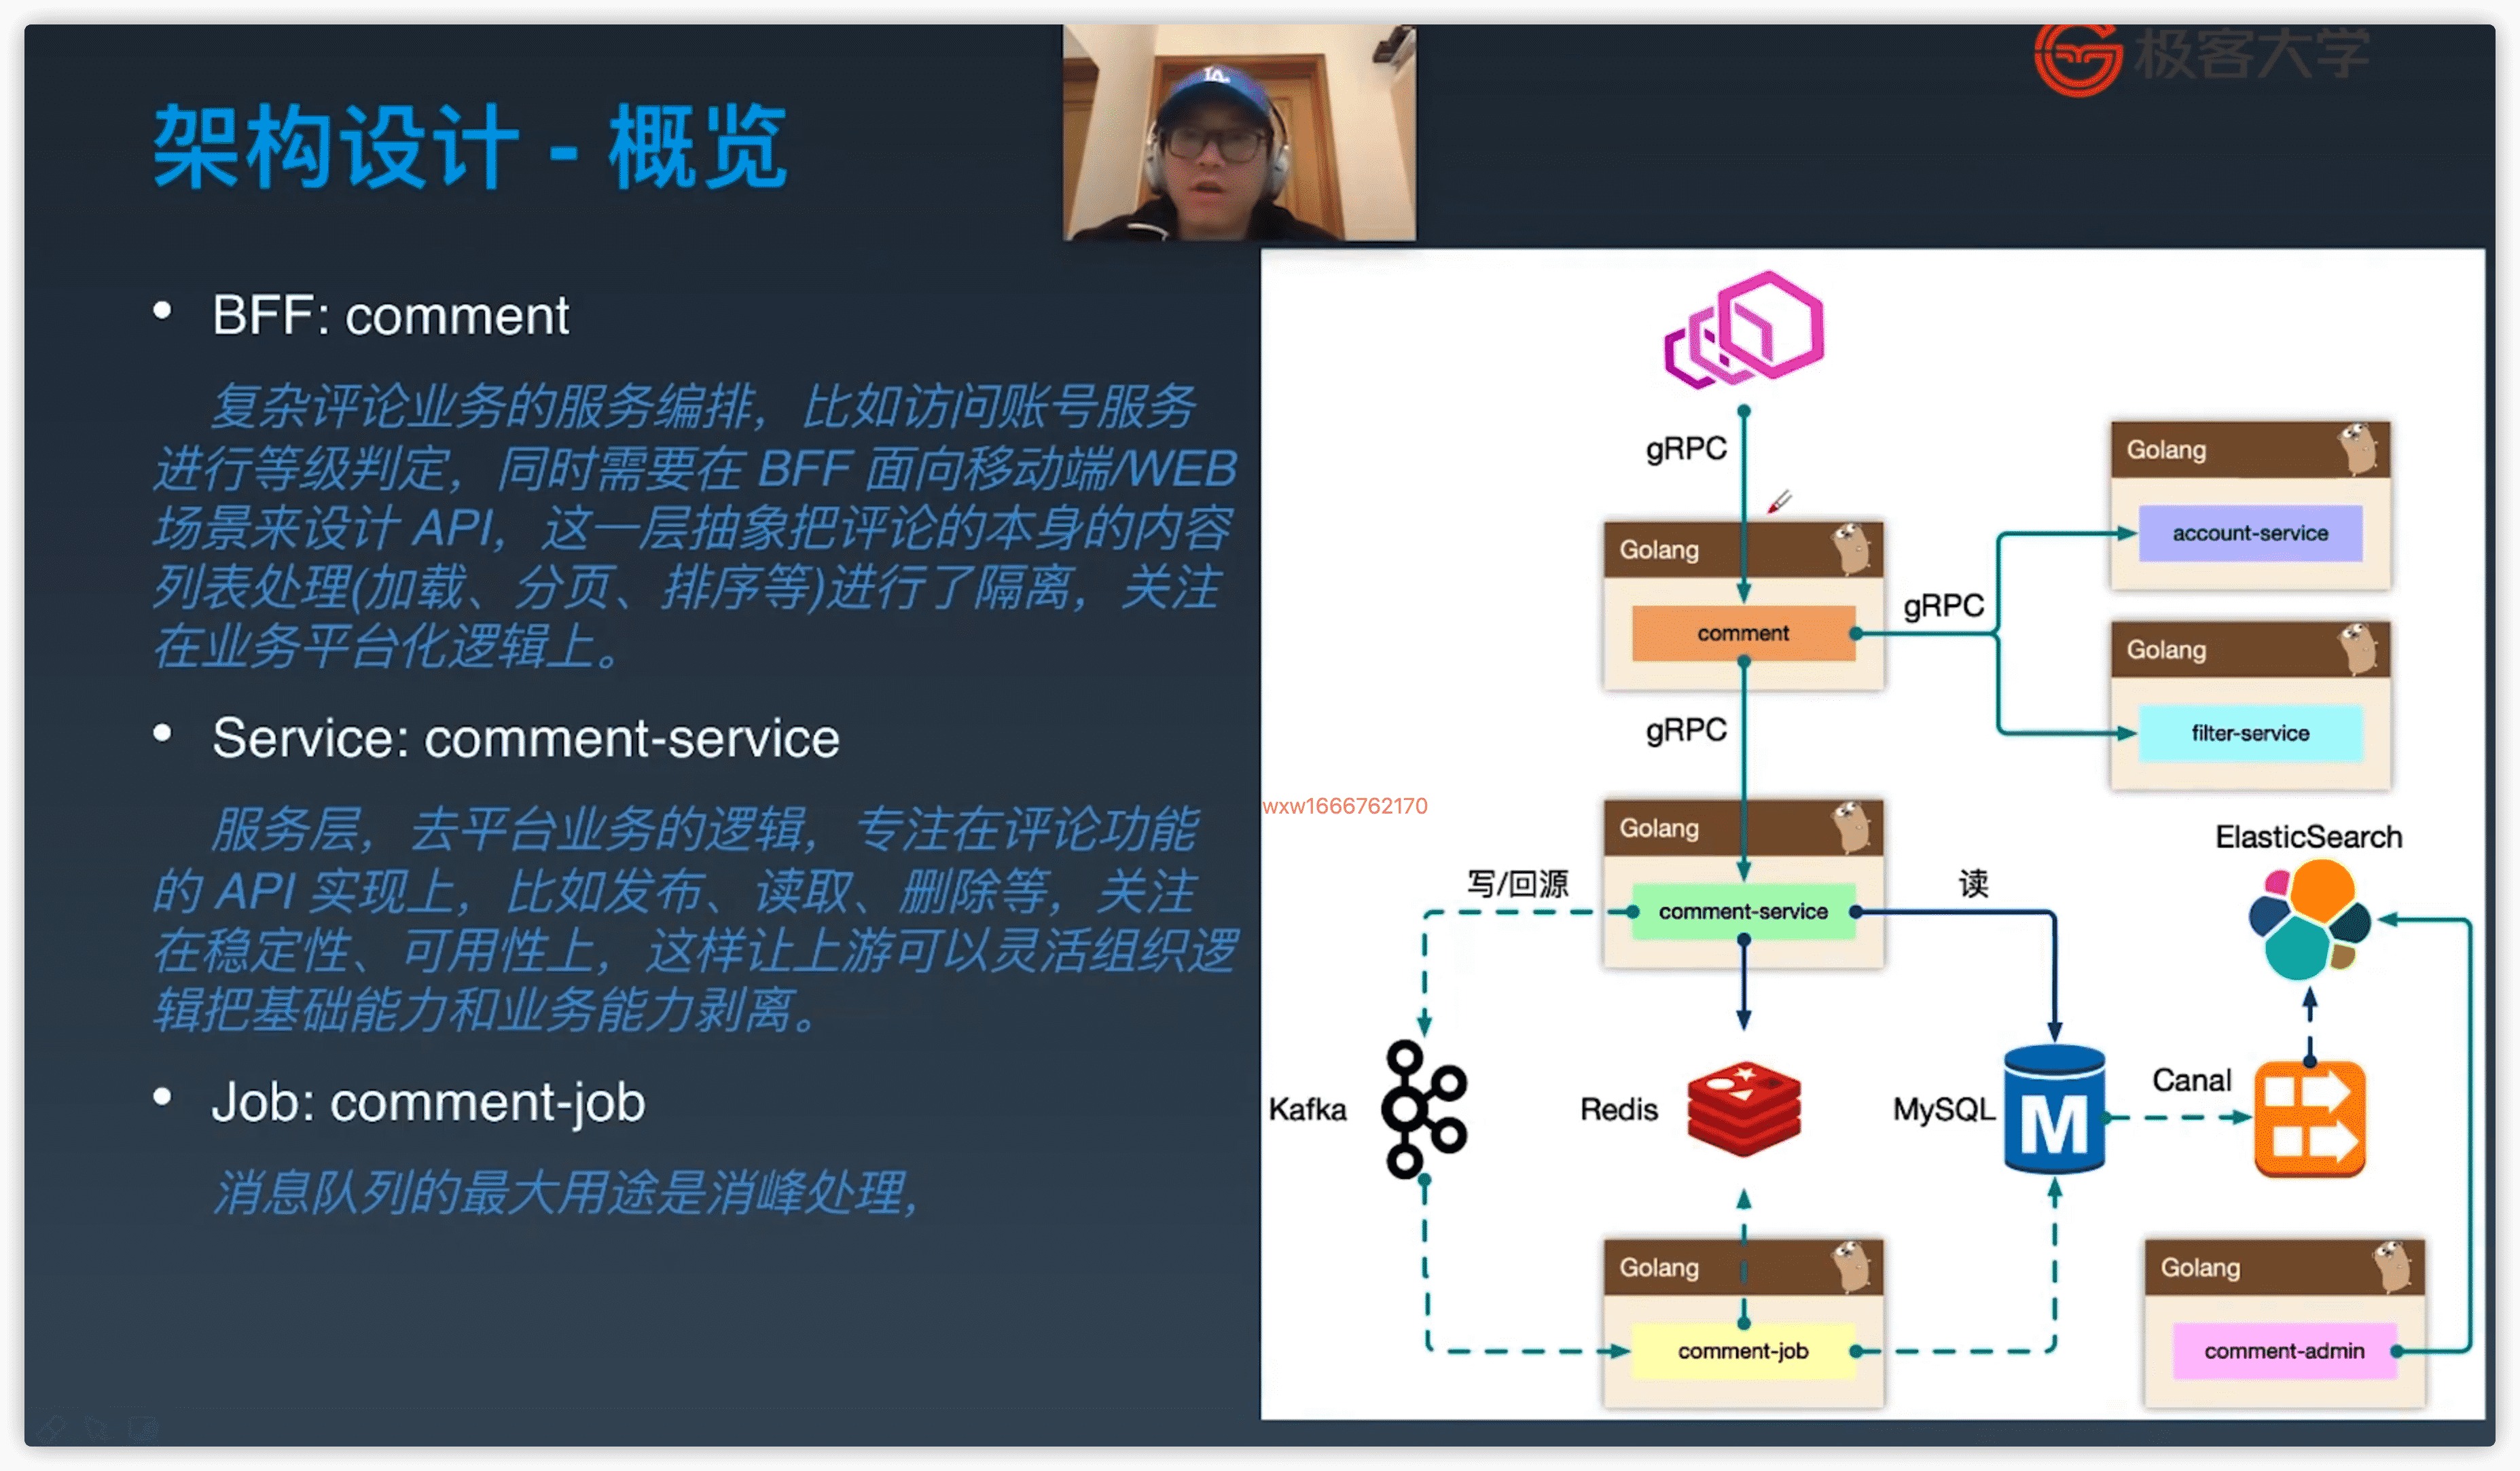 极客大学
架构设计 - 概览
• BFF: comment
复杂评论业务的服务编排，比如访问账号服务
进行等级判定，同时需要在 BFF 面向移动端/WEB
场景来设计 API，这一层抽象把评论的本身的内容
列表处理(加载、分页、排序等)进行了隔离，关注
在业务平台化逻辑上。
• Service: comment-service
服务层，去平台业务的逻辑，专注在评论功能
的 API 实现上，比如发布、读取、删除等，关注
在稳定性、可用性上，这样让上游可以灵活组织逻
辑把基础能力和业务能力剥离。
• Job: comment-job
消息队列的最大用途是消峰处理，
gRPC
Golang
comment
gRPC
Golang
account-service
Golang
filter-service
gRPC
wxw1666762170
Golang
comment-service
写/回源
读
ElasticSearch
Kafka
Redis
MySQL
M
Canal
Golang
comment-job
Golang
comment-admin